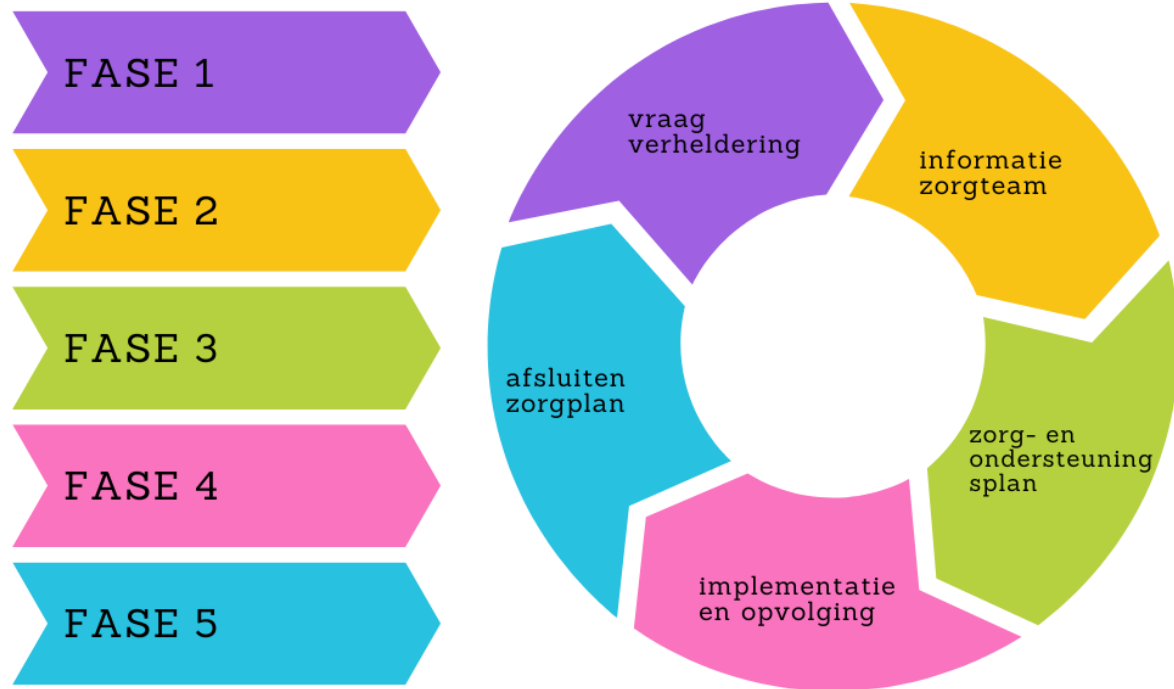 FASE 1
FASE 2
FASE 3
FASE 4
FASE 5
vraag
verheldering
informatie
zorgteam
zorg- en
ondersteuning
splan
implementatie
en opvolging
afsluiten
zorgplan